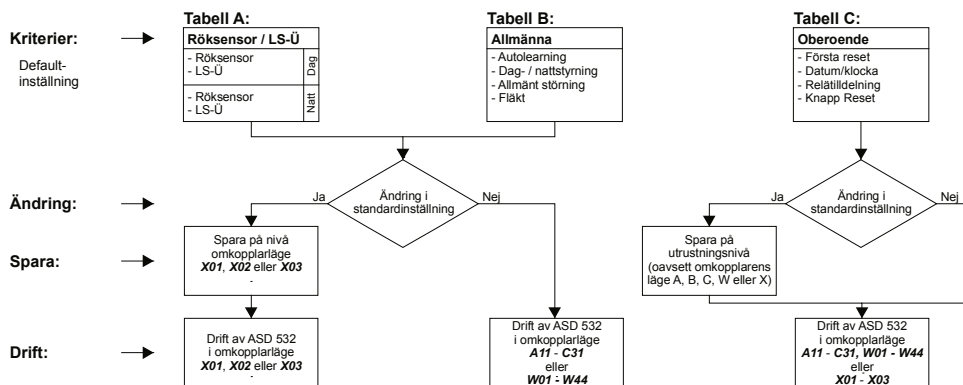 Tabell A:
Tabell B:
Tabell C:
Kriterier:
Default-
inställning
Röksensor / LS-Ü
- Röksensor
- LS-Ü
Dag
- Röksensor
- LS-Ü
Natt
Allmänna
- Autolearning
- Dag- / nattstyrning
- Allmänt störning
- Fläkt
Oberoende
- Första reset
- Datum/klocka
- Relätilldelning
- Knapp Reset
Ändring:
Ja
Ändring i
standardinställning
Nej
Ja
Ändring i
standardinställning
Nej
Spara:
Spara på nivå
omkopplarläge
X01, X02 eller X03
.
Spara på
utrustningsnivå
(oavsett omkopplarens
läge A, B, C, W eller X)
Drift:
Drift av ASD 532
i omkopplarläge
X01, X02 eller X03
.
Drift av ASD 532
i omkopplarläge
A11 - C31
eller
W01 - W44
Drift av ASD 532
i omkopplarläge
A11 - C31, W01 - W44
eller
X01 - X03